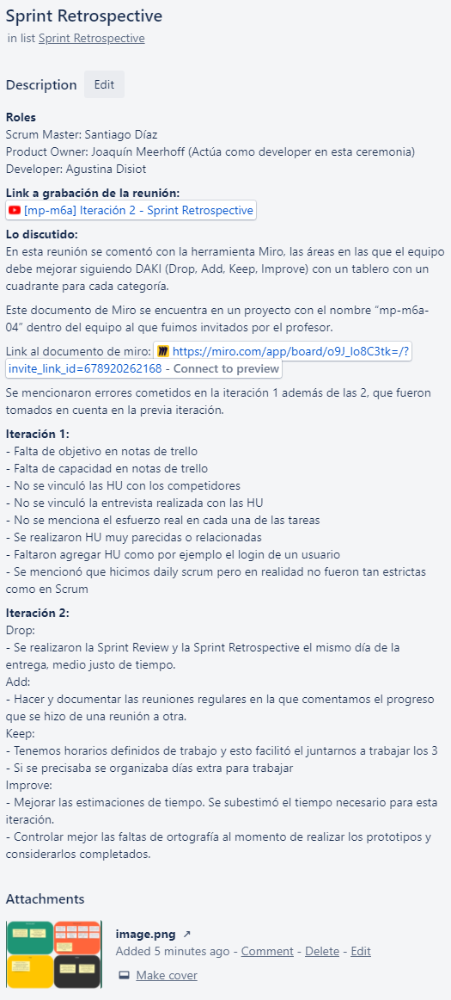 Sprint Retrospective
in list Sprint Retrospective
Description Edit
Roles
Scrum Master: Santiago Díaz
Product Owner: Joaquín Meerhoff (Actúa como developer en esta ceremonia)
Developer: Agustina Disiot
Link a grabación de la reunión:
[mp-m6a] Iteración 2 - Sprint Retrospective
Lo discutido:
En esta reunión se comentó con la herramienta Miro, las áreas en las que el equipo
debe mejorar siguiendo DAKI (Drop, Add, Keep, Improve) con un tablero con un
cuadrante para cada categoría.
Este documento de Miro se encuentra en un proyecto con el nombre “mp-m6a-
04” dentro del equipo al que fuimos invitados por el profesor.
Link al documento de miro: https://miro.com/app/board/o9J_lo8C3tk=/?
invite_link_id=678920262168 - Connect to preview
Se mencionaron errores cometidos en la iteración 1 además de las 2, que fueron
tomados en cuenta en la previa iteración.
Iteración 1:
- Falta de objetivo en notas de trello
- Falta de capacidad en notas de trello
- No se vinculó las HU con los competidores
- No se vinculó la entrevista realizada con las HU
- No se menciona el esfuerzo real en cada una de las tareas
- Se realizaron HU muy parecidas o relacionadas
- Faltaron agregar HU como por ejemplo el login de un usuario
- Se mencionó que hicimos daily scrum pero en realidad no fueron tan estrictas
como en Scrum
Iteración 2:
Drop:
- Se realizaron la Sprint Review y la Sprint Retrospective el mismo día de la
entrega, medio justo de tiempo.
Add:
- Hacer y documentar las reuniones regulares en la que comentamos el progreso
que se hizo de una reunión a otra.
Keep:
- Tenemos horarios definidos de trabajo y esto facilitó el juntarnos a trabajar los 3
- Si se precisaba se organizaba días extra para trabajar
Improve:
- Mejorar las estimaciones de tiempo. Se subestimó el tiempo necesario para esta
iteración.
- Controlar mejor las faltas de ortografía al momento de realizar los prototipos y
considerarlos completados.
Attachments
image.png ↗
Added 5 minutes ago - Comment - Delete - Edit
Make cover